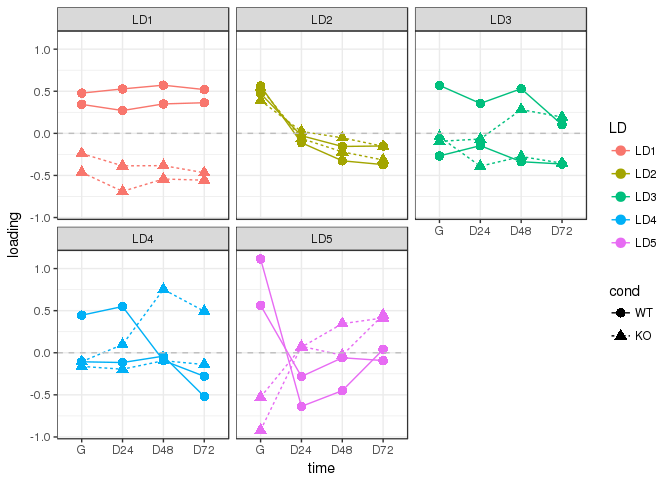 LD1 LD2 LD3
1.0
0.5
0.0
-0.5
-1.0
G D24 D48 D72
LD4 LD5
1.0
0.5
0.0
-0.5
-1.0
G D24 D48 D72 G D24 D48 D72
time
loading
LD
LD1
LD2
LD3
LD4
LD5
cond
WT
KO